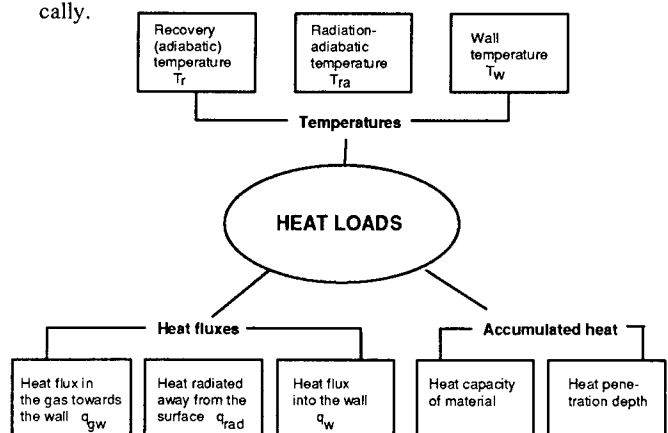 cally.
Recovery
(adiabatic)
temperature
Tr
Radiation-
adiabatic
temperature
Tra
Wall
temperature
Tw
Temperatures
HEAT LOADS
Heat fluxes
Accumulated heat
Heat flux in
the gas towards
the wall qgw
Heat radiated
away from the
surface qrad
Heat flux
into the wall
qw
Heat capacity
of material
Heat pene-
tration depth